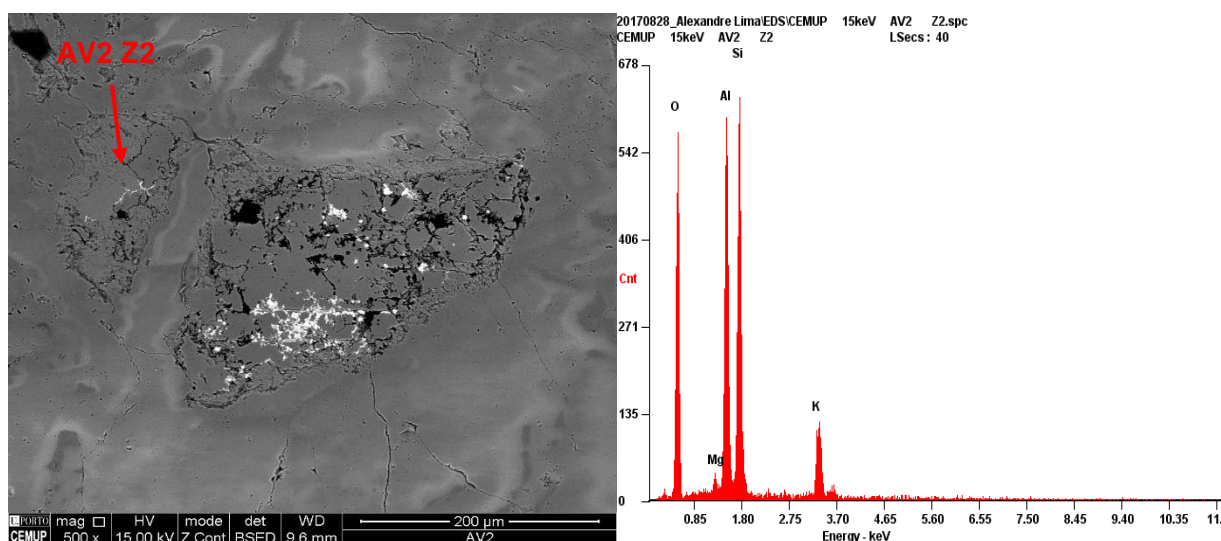 AV2 Z2
U.PORTO
CEMUP
mag HV mode det WD 200 µm
500 x 15.00 kV Z Cont BSED 9.6 mm AV2
20170828_Alexandre Lima\EDS\CEMUP 15keV AV2 Z2.spc
CEMUP 15keV AV2 Z2 LSecs : 40
Si
678
Al
O
542
406
Cnt
271
135
K
Mg
0
0.85 1.80 2.75 3.70 4.65 5.60 6.55 7.50 8.45 9.40 10.35 11.
Energy - keV